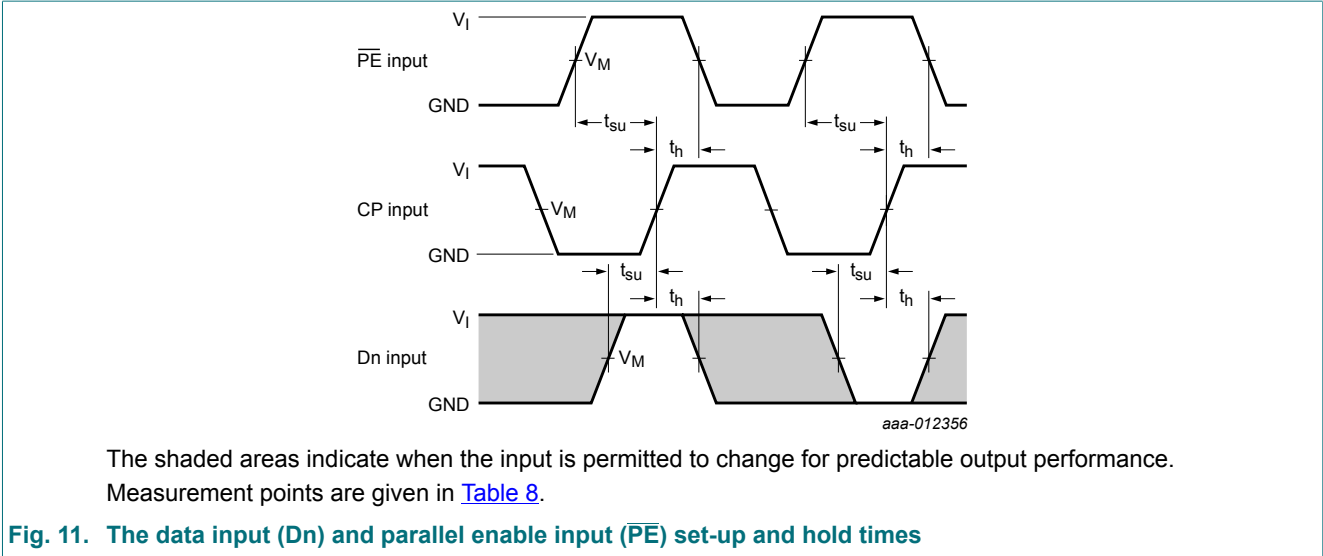 V_I
P̅E̅ input
V_M
GND
t_su t_su
t_h t_h
V_I
CP input
V_M
GND
t_su t_su
t_h t_h
V_I
Dn input
V_M
GND
aaa-012356
The shaded areas indicate when the input is permitted to change for predictable output performance.
Measurement points are given in Table 8.
Fig. 11. The data input (Dn) and parallel enable input (P̅E̅) set-up and hold times